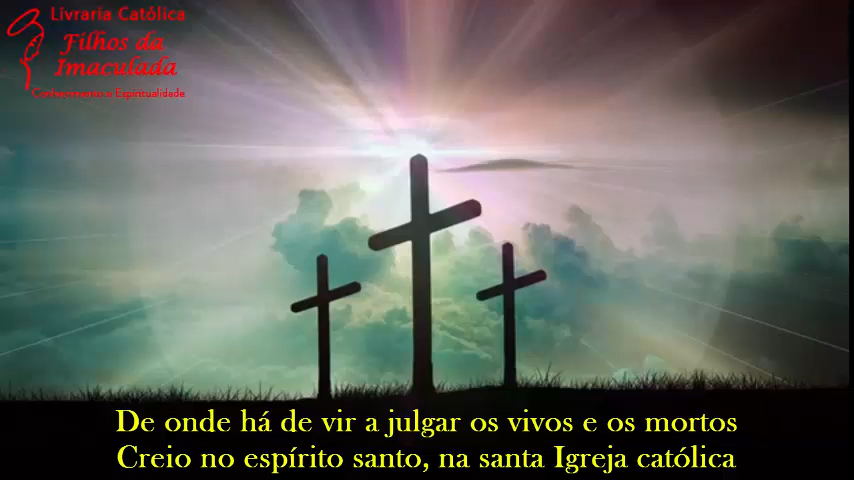 Livraria Católica
Filhos da
Imaculada
De onde há de vir a julgar os vivos e os mortos
Creio no espírito santo, na santa Igreja católica